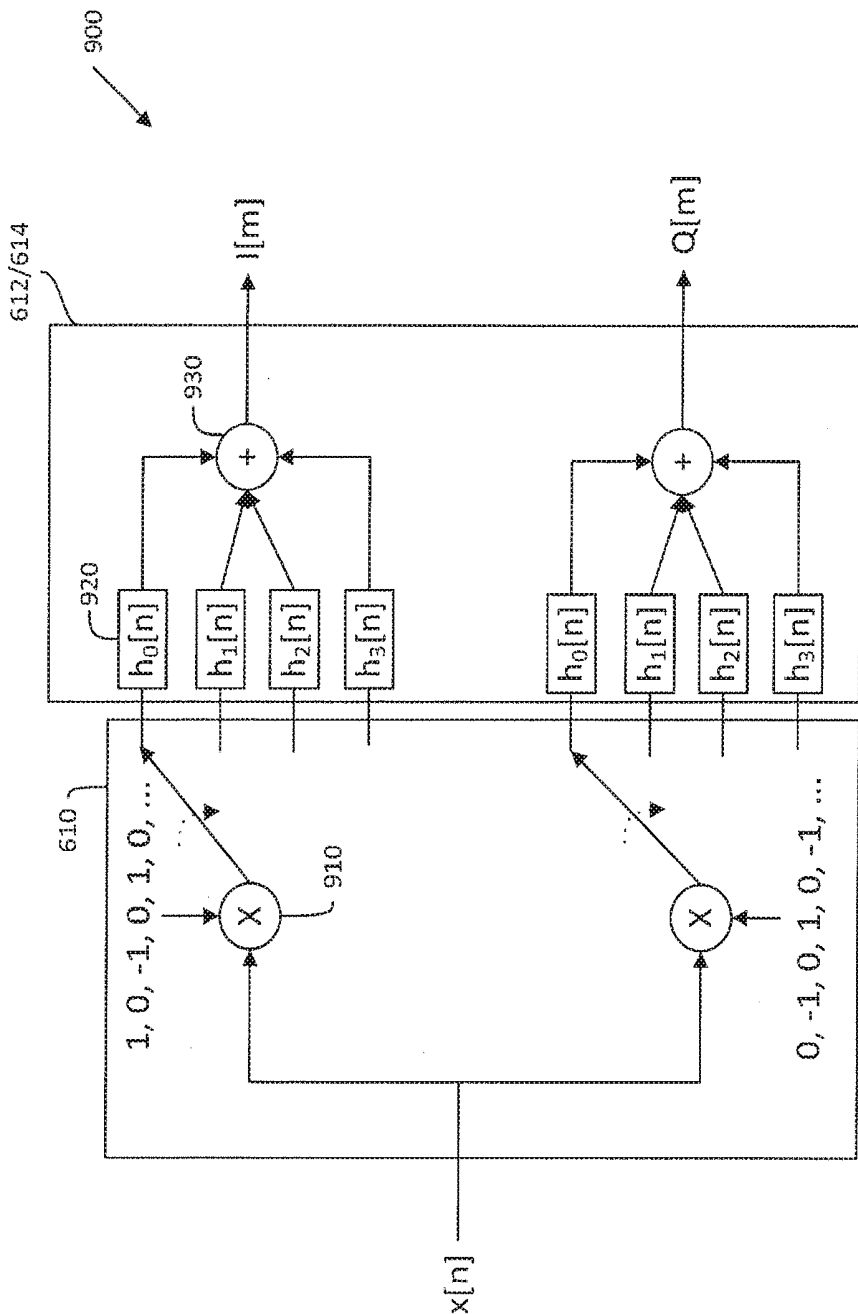 900
612/614
610
1, 0, -1, 0, 1, 0, ...
X
910
920
h₀[n]
h₁[n]
h₂[n]
h₃[n]
930
+
I[m]
x[n]
X
0, -1, 0, 1, 0, -1, ...
h₀[n]
h₁[n]
h₂[n]
h₃[n]
+
Q[m]